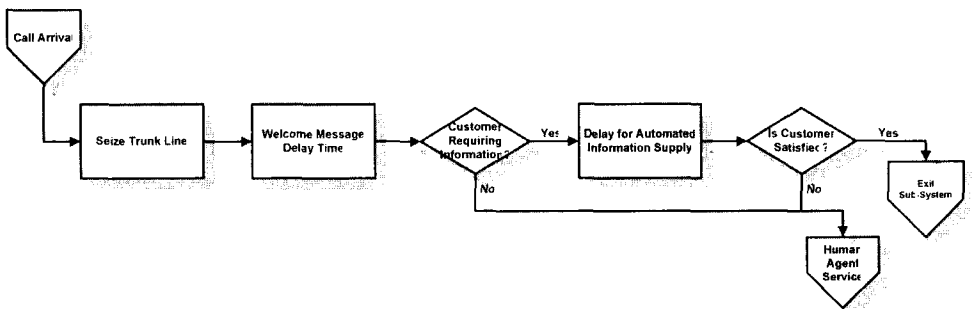 Call Arrival
Seize Trunk Line
Welcome Message
Delay Time
Customer
Requiring
Information?
Yes
No
Delay for Automated
Information Supply
Is Customer
Satisfied?
Yes
No
Exit
Sub-System
Human
Agent
Service